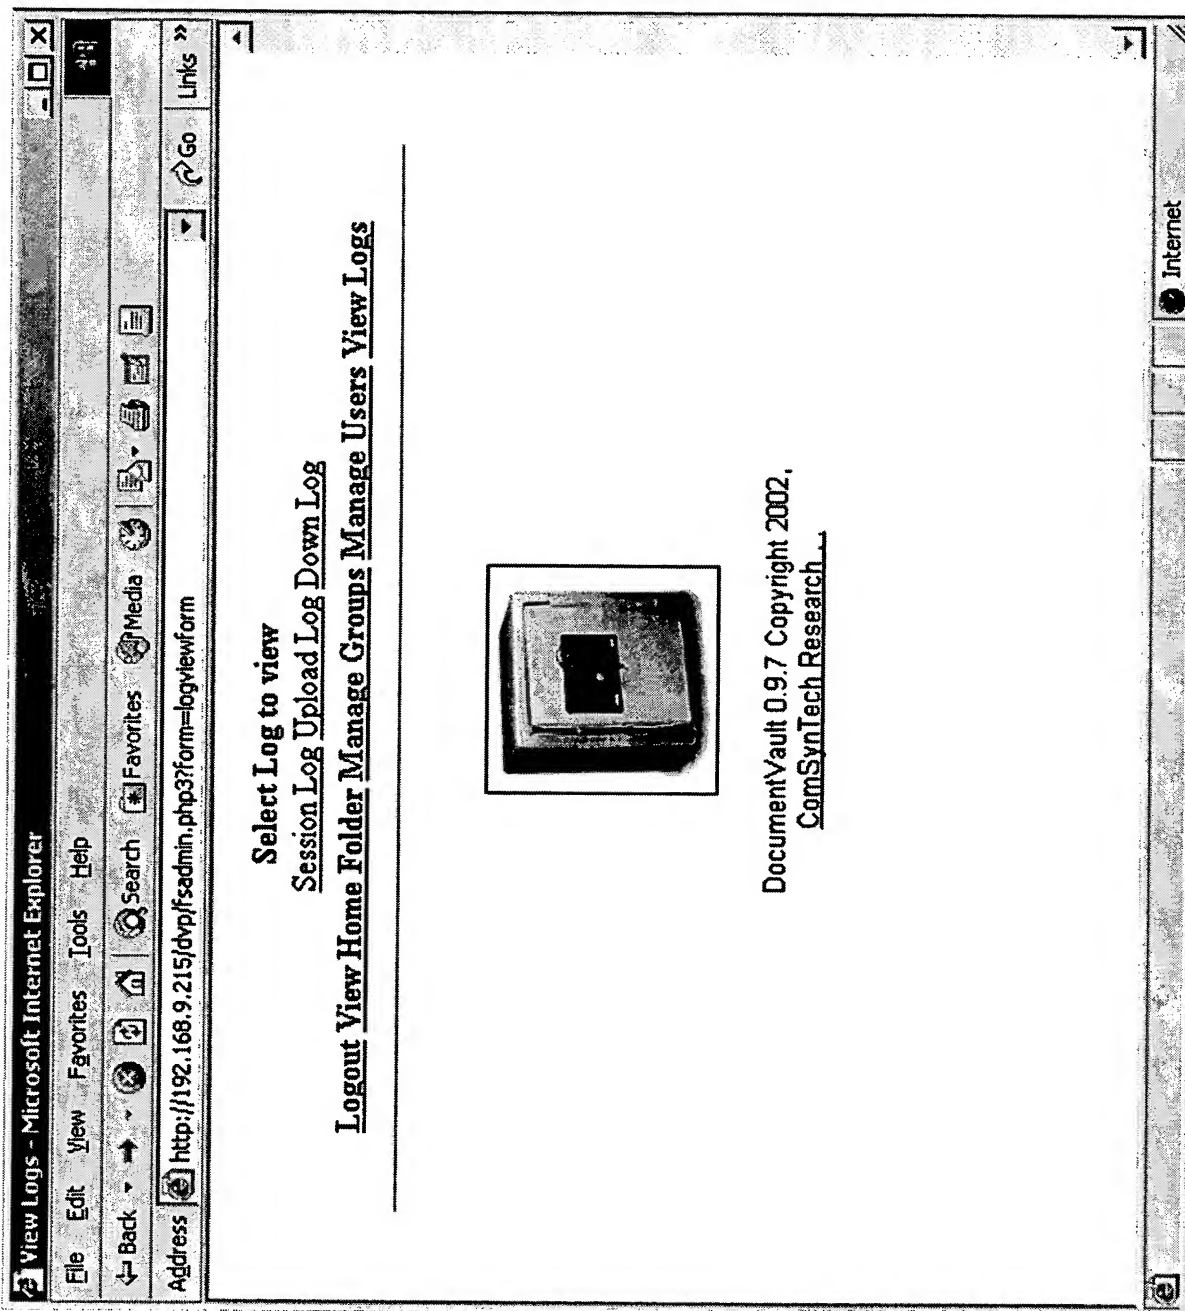 View Logs - Microsoft Internet Explorer
File Edit View Favorites Tools Help
Back Search Favorites Media
Address http://192.168.9.215/dvp/fsadmin.php3?form=logviewform Go Links »
Select Log to view
Session Log Upload Log Down Log
Logout View Home Folder Manage Groups Manage Users View Logs
DocumentVault 0.9.7 Copyright 2002,
ComSynTech Research . .
Internet